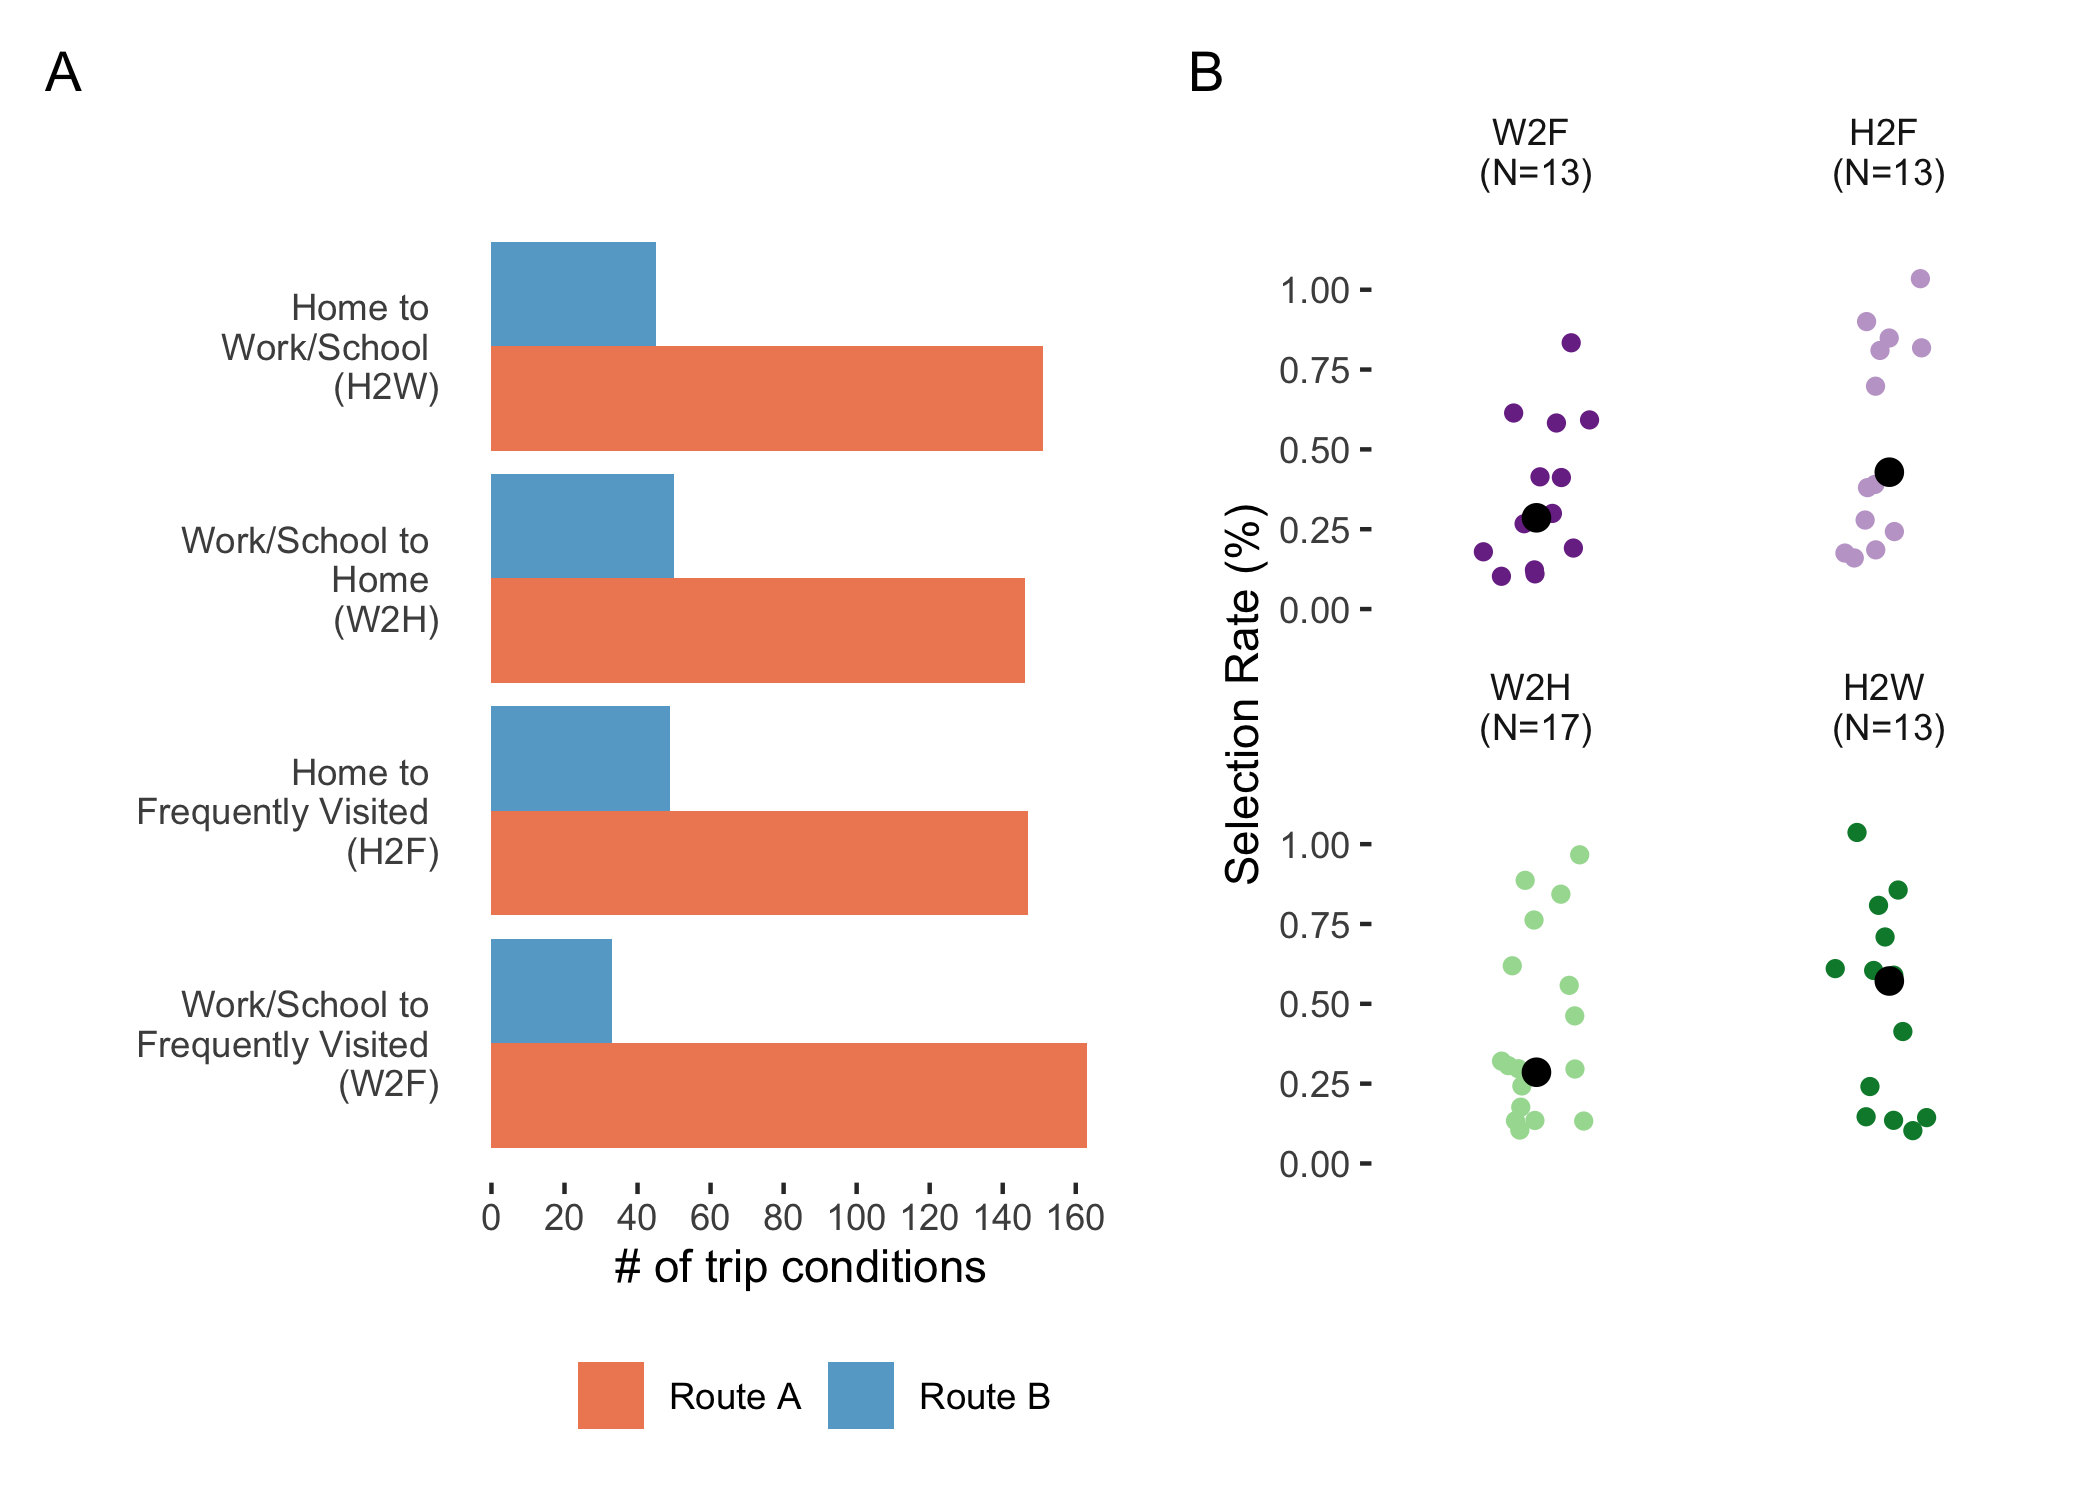 A
Home to
Work/School
(H2W)
Work/School to
Home
(W2H)
Home to
Frequently Visited
(H2F)
Work/School to
Frequently Visited
(W2F)
0 20 40 60 80 100 120 140 160
# of trip conditions
Route A Route B
B
Selection Rate (%)
W2F
(N=13)
H2F
(N=13)
1.00
0.75
0.50
0.25
0.00
W2H
(N=17)
H2W
(N=13)
1.00
0.75
0.50
0.25
0.00